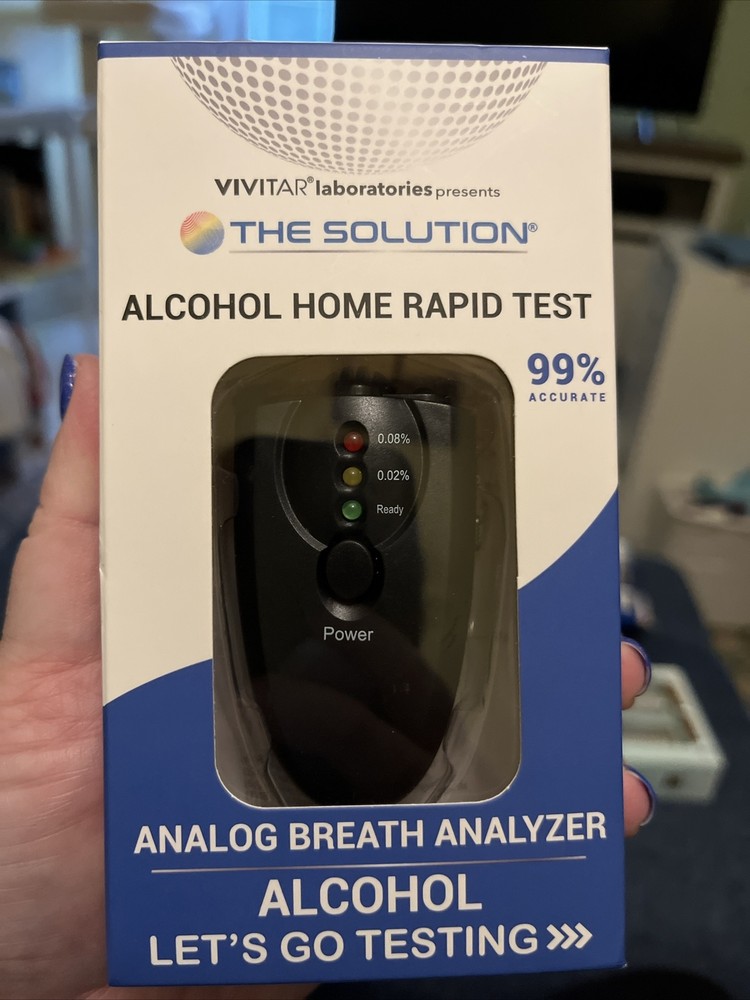 VIVITAR® laboratories presents
THE SOLUTION®
ALCOHOL HOME RAPID TEST
99%
ACCURATE
0.08%
0.02%
Ready
Power
ANALOG BREATH ANALYZER
ALCOHOL
LET'S GO TESTING >>>